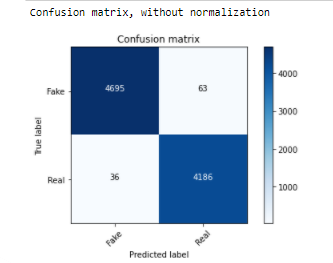 Confusion matrix, without normalization
Confusion matrix
Fake
4695
63
4000
3000
True label
2000
Real
36
4186
1000
Fake
Real
Predicted label